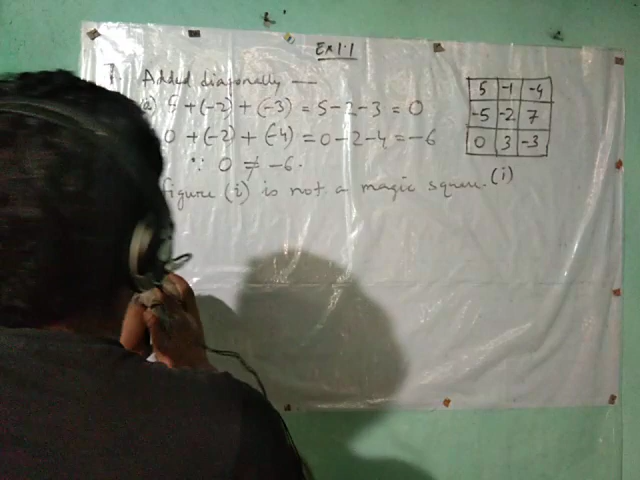 Ex 1.1
Added diagonally —
(a) 5 + (-2) + (-3) = 5 - 2 - 3 = 0
0 + (-2) + (-4) = 0 - 2 - 4 = -6
∵ 0 ≠ -6.
figure (i) is not a magic square.
5 -1 -4
-5 -2 7
0 3 -3
(i)